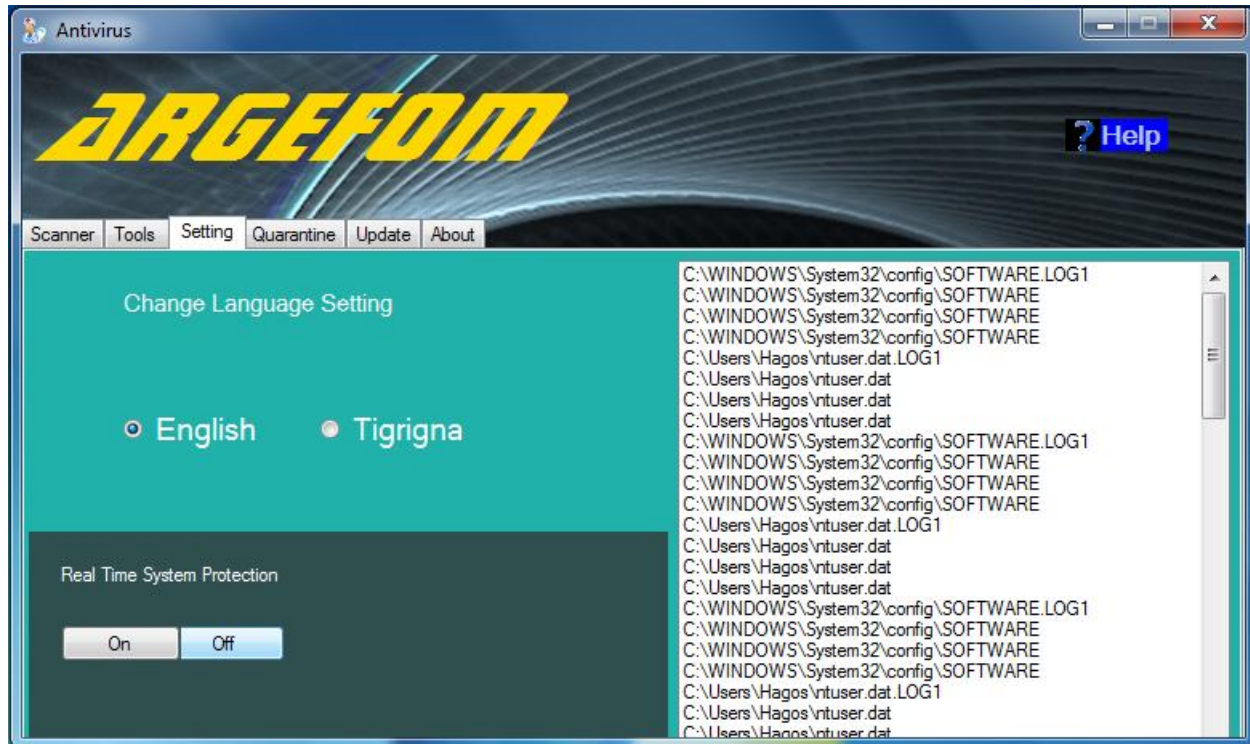 Antivirus
ARGEFOM
? Help
Scanner Tools Setting Quarantine Update About
Change Language Setting
English Tigrigna
Real Time System Protection
On Off
C:\WINDOWS\System32\config\SOFTWARE.LOG1
C:\WINDOWS\System32\config\SOFTWARE
C:\WINDOWS\System32\config\SOFTWARE
C:\WINDOWS\System32\config\SOFTWARE
C:\Users\Hagos\ntuser.dat.LOG1
C:\Users\Hagos\ntuser.dat
C:\Users\Hagos\ntuser.dat
C:\Users\Hagos\ntuser.dat
C:\WINDOWS\System32\config\SOFTWARE.LOG1
C:\WINDOWS\System32\config\SOFTWARE
C:\WINDOWS\System32\config\SOFTWARE
C:\WINDOWS\System32\config\SOFTWARE
C:\Users\Hagos\ntuser.dat.LOG1
C:\Users\Hagos\ntuser.dat
C:\Users\Hagos\ntuser.dat
C:\Users\Hagos\ntuser.dat
C:\WINDOWS\System32\config\SOFTWARE.LOG1
C:\WINDOWS\System32\config\SOFTWARE
C:\WINDOWS\System32\config\SOFTWARE
C:\WINDOWS\System32\config\SOFTWARE
C:\Users\Hagos\ntuser.dat.LOG1
C:\Users\Hagos\ntuser.dat
C:\Users\Hagos\ntuser.dat